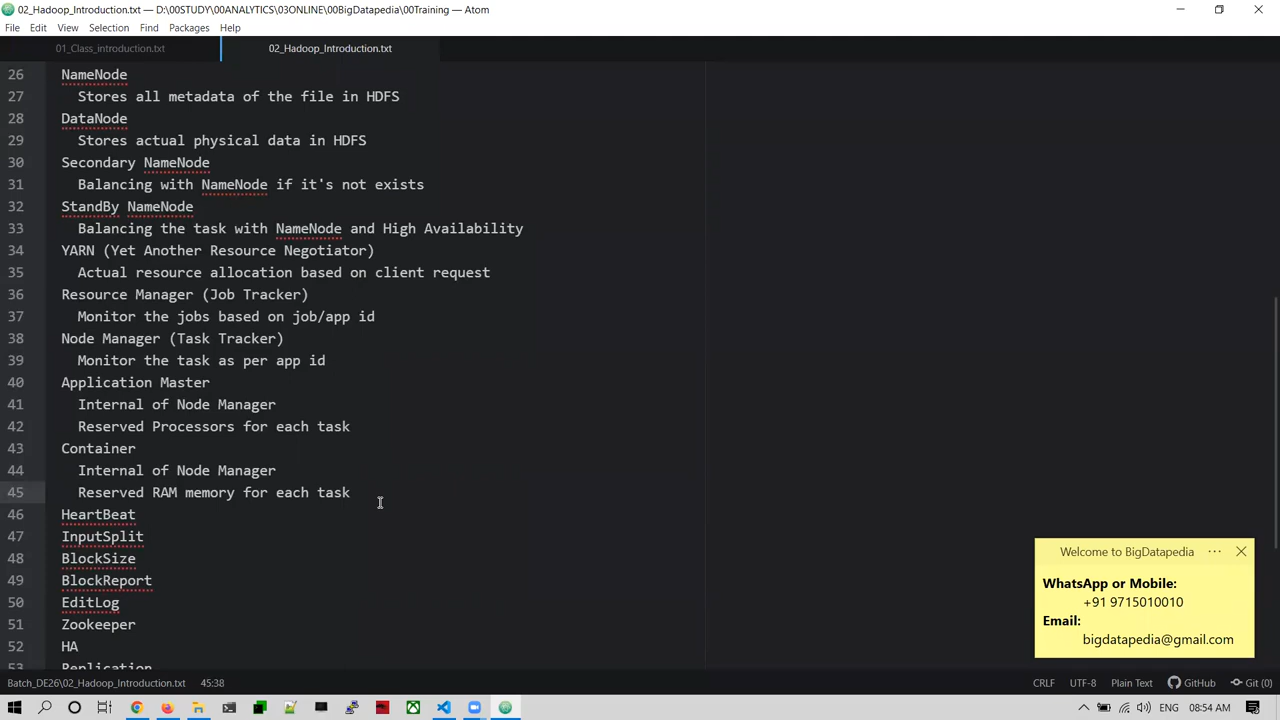 02_Hadoop_Introduction.txt — D:\00STUDY\00ANALYTICS\03ONLINE\00BigDatapedia\00Training — Atom
File Edit View Selection Find Packages Help
01_Class_introduction.txt 02_Hadoop_Introduction.txt
26 NameNode
27 Stores all metadata of the file in HDFS
28 DataNode
29 Stores actual physical data in HDFS
30 Secondary NameNode
31 Balancing with NameNode if it's not exists
32 StandBy NameNode
33 Balancing the task with NameNode and High Availability
34 YARN (Yet Another Resource Negotiator)
35 Actual resource allocation based on client request
36 Resource Manager (Job Tracker)
37 Monitor the jobs based on job/app id
38 Node Manager (Task Tracker)
39 Monitor the task as per app id
40 Application Master
41 Internal of Node Manager
42 Reserved Processors for each task
43 Container
44 Internal of Node Manager
45 Reserved RAM memory for each task
46 HeartBeat
47 InputSplit
48 BlockSize
49 BlockReport
50 EditLog
51 Zookeeper
52 HA
53 Replication
Welcome to BigDatapedia
WhatsApp or Mobile:
+91 9715010010
Email:
bigdatapedia@gmail.com
Batch_DE26\02_Hadoop_Introduction.txt 45:38 CRLF UTF-8 Plain Text GitHub Git (0)
ENG 08:54 AM